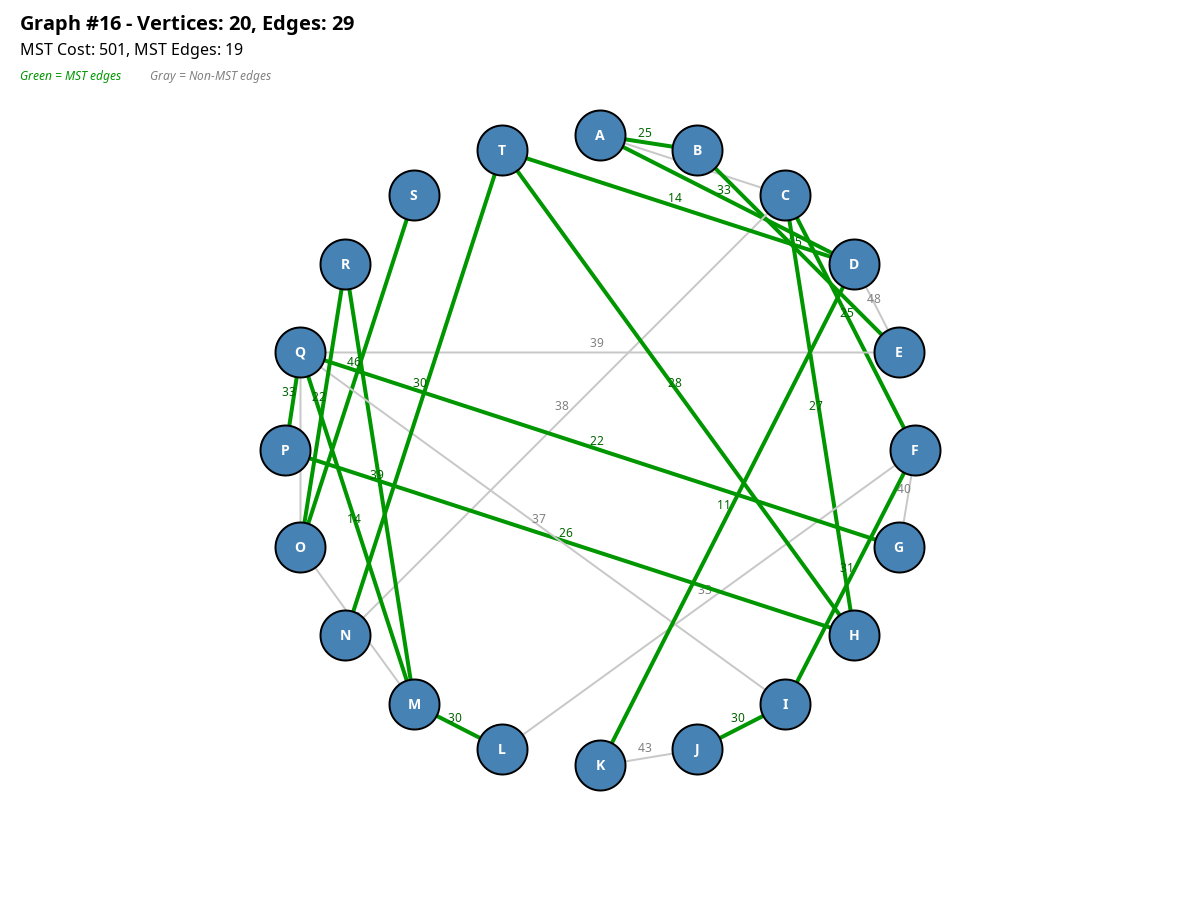 Graph #16 - Vertices: 20, Edges: 29
MST Cost: 501, MST Edges: 19
Green = MST edges Gray = Non-MST edges
A
25
T
B
33
S
14
C
15
R
D
48
25
39
Q
E
46
30
28
33
22
38
27
22
P
F
39
40
11
14
37
26
O
G
31
N
H
M
I
30
30
L
43
J
K